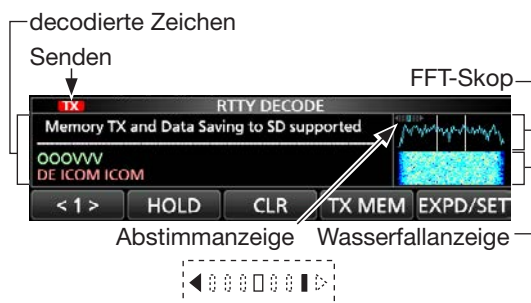 decodierte Zeichen
Senden
FFT-Skop
TX
RTTY DECODE
Memory TX and Data Saving to SD supported
OOOVVV
DE ICOM ICOM
< 1 > HOLD CLR TX MEM EXPD/SET
Abstimmanzeige Wasserfallanzeige